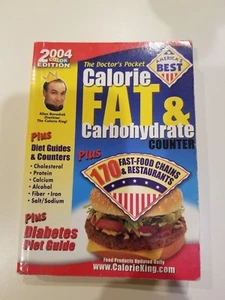 2004
COLOR
EDITION
AMERICA'S
BEST
The Doctor's Pocket
Calorie
FAT &
Carbohydrate
COUNTER
Allan Borushek
The Calorie King!
Plus
Diet Guides
& Counters
• Cholesterol
• Protein
• Calcium
• Alcohol
• Fiber • Iron
• Salt/Sodium
Plus
170 FAST-FOOD CHAINS
& RESTAURANTS
Plus
Diabetes
Diet Guide
Food Products Updated Daily
www.CalorieKing.com